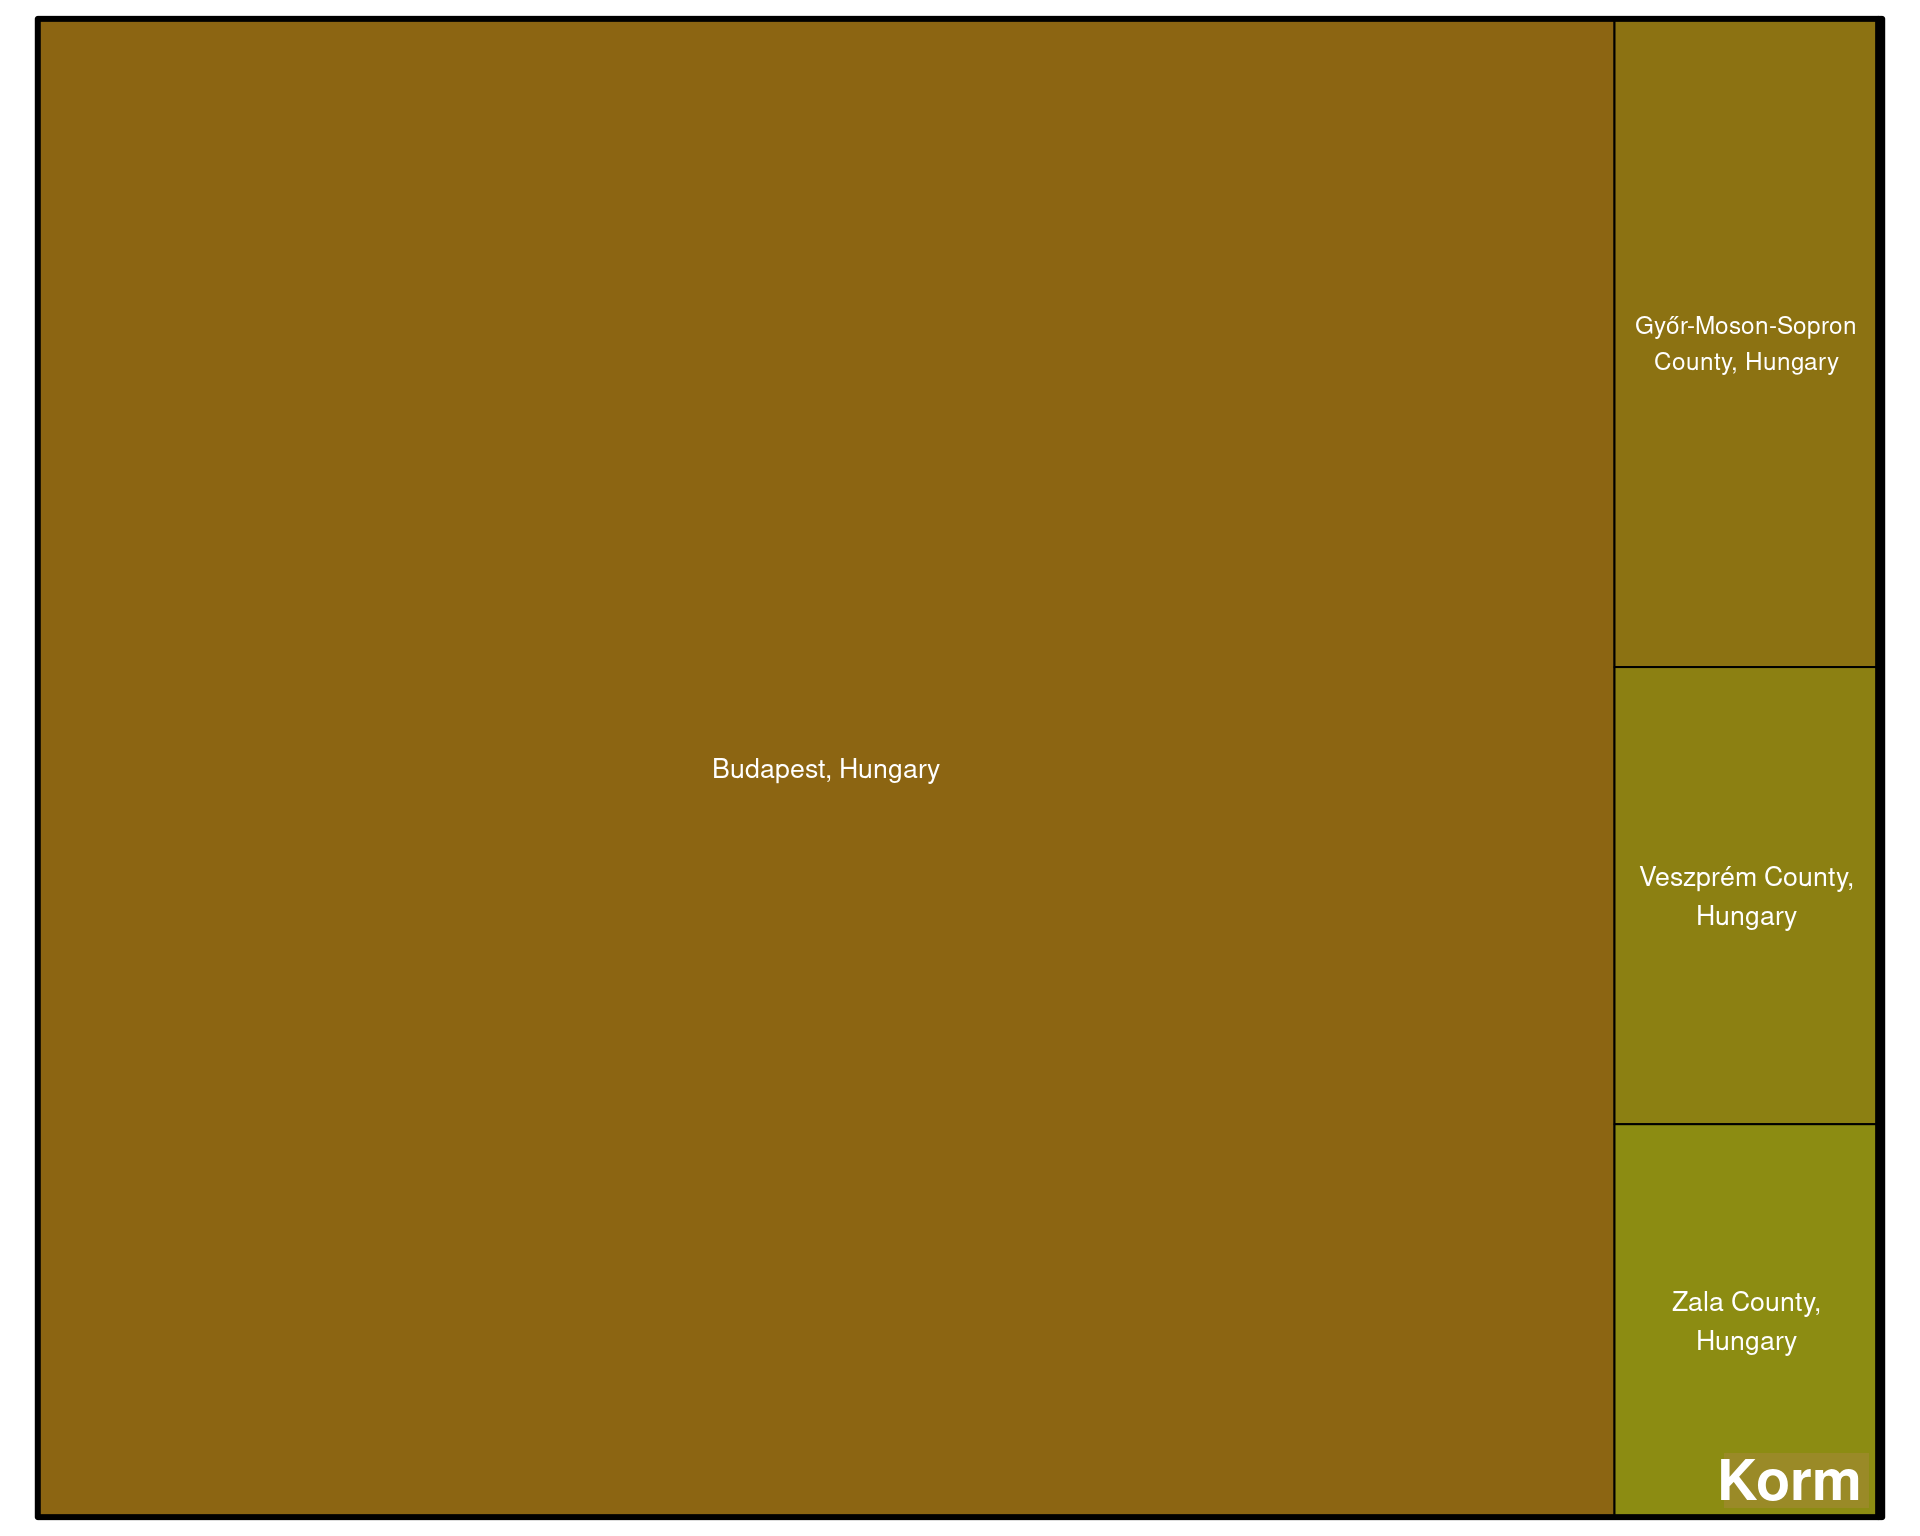 Budapest, Hungary
Győr-Moson-Sopron
County, Hungary
Veszprém County,
Hungary
Zala County,
Hungary
Korm